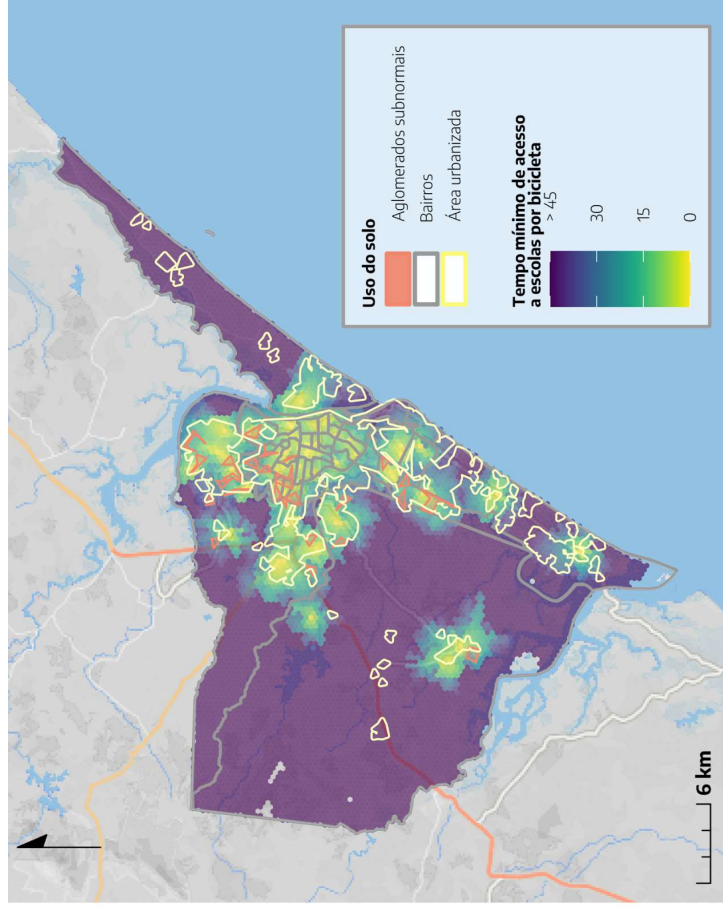 Uso do solo
Aglomerados subnormais
Bairros
Área urbanizada
Tempo mínimo de acesso
a escolas por bicicleta
> 45
30
15
0
6 km